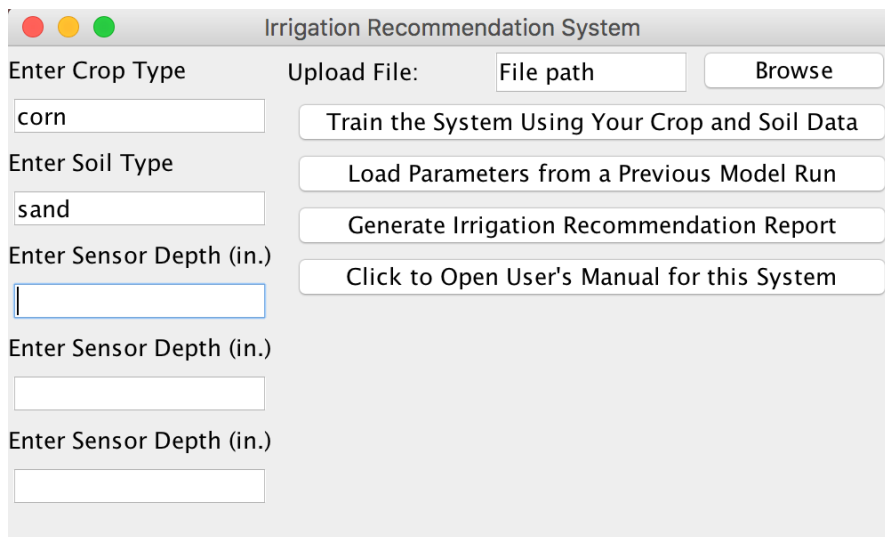 Irrigation Recommendation System
Enter Crop Type
corn
Enter Soil Type
sand
Enter Sensor Depth (in.)
Enter Sensor Depth (in.)
Enter Sensor Depth (in.)
Upload File: File path Browse
Train the System Using Your Crop and Soil Data
Load Parameters from a Previous Model Run
Generate Irrigation Recommendation Report
Click to Open User's Manual for this System